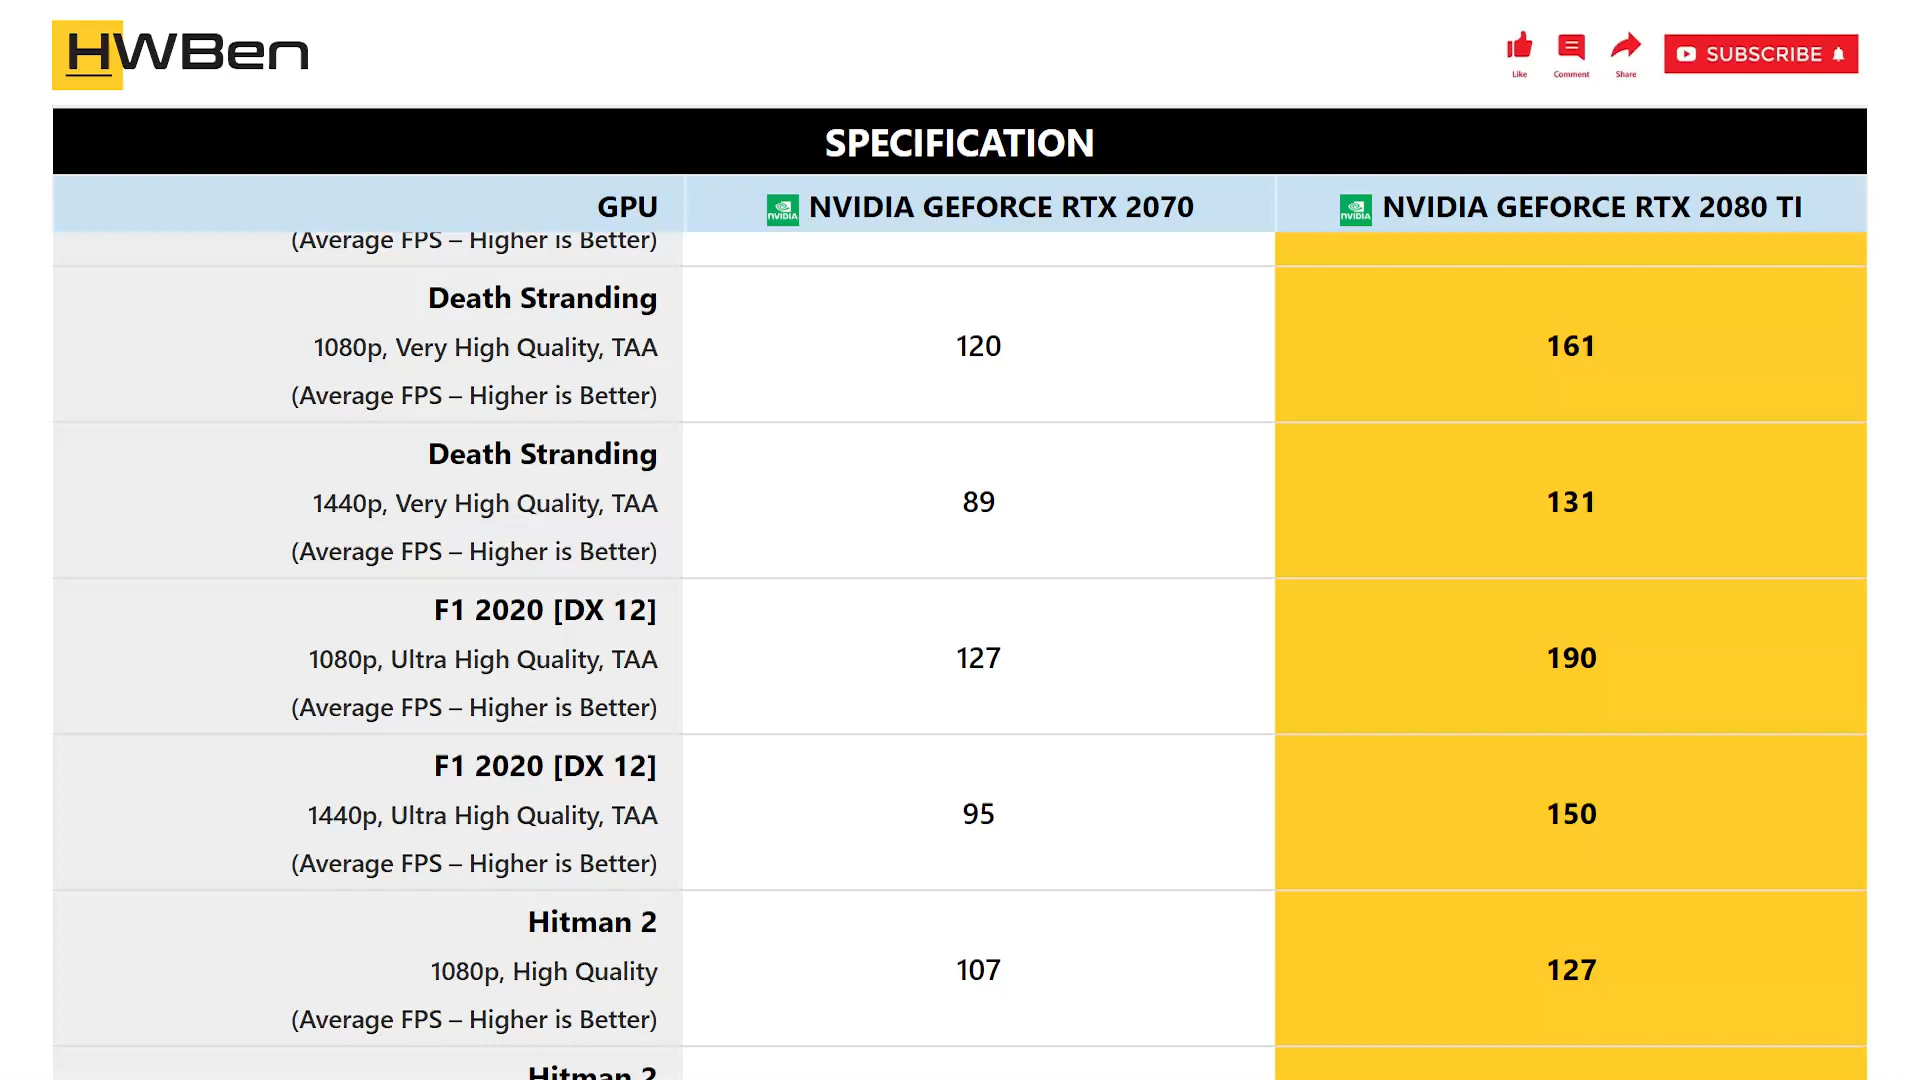 HWBen
Like
Comment
Share
SUBSCRIBE
SPECIFICATION
GPU
NVIDIA NVIDIA GEFORCE RTX 2070
NVIDIA NVIDIA GEFORCE RTX 2080 TI
(Average FPS – Higher is Better)
Death Stranding
1080p, Very High Quality, TAA
(Average FPS – Higher is Better)
120
161
Death Stranding
1440p, Very High Quality, TAA
(Average FPS – Higher is Better)
89
131
F1 2020 [DX 12]
1080p, Ultra High Quality, TAA
(Average FPS – Higher is Better)
127
190
F1 2020 [DX 12]
1440p, Ultra High Quality, TAA
(Average FPS – Higher is Better)
95
150
Hitman 2
1080p, High Quality
(Average FPS – Higher is Better)
107
127
Hitman 2